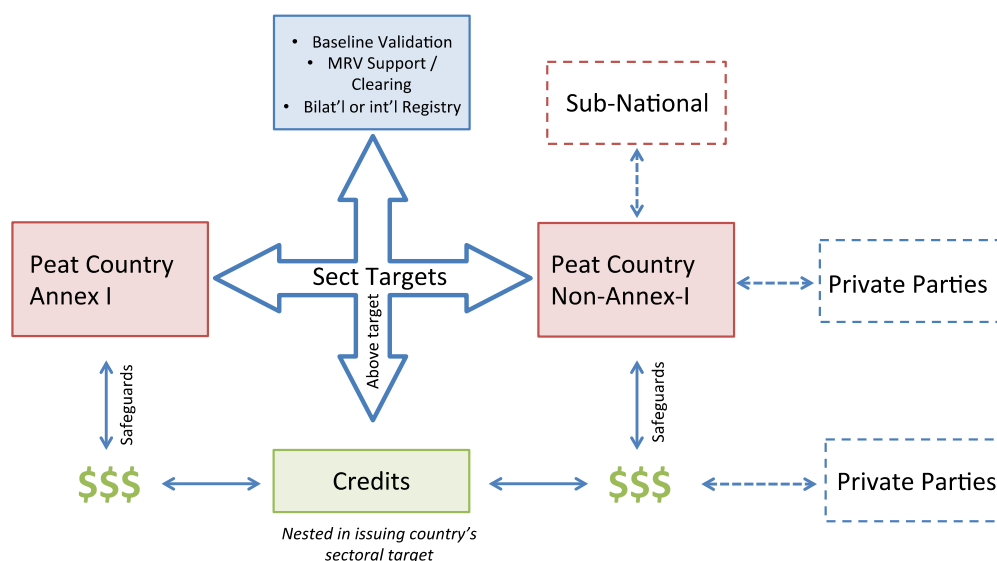 • Baseline Validation
• MRV Support /
Clearing
• Bilat'l or int'l Registry
Sub-National
Peat Country
Annex I
Sect Targets
Peat Country
Non-Annex-I
Private Parties
Above target
Safeguards
Safeguards
$$$
Credits
$$$
Private Parties
Nested in issuing country's
sectoral target